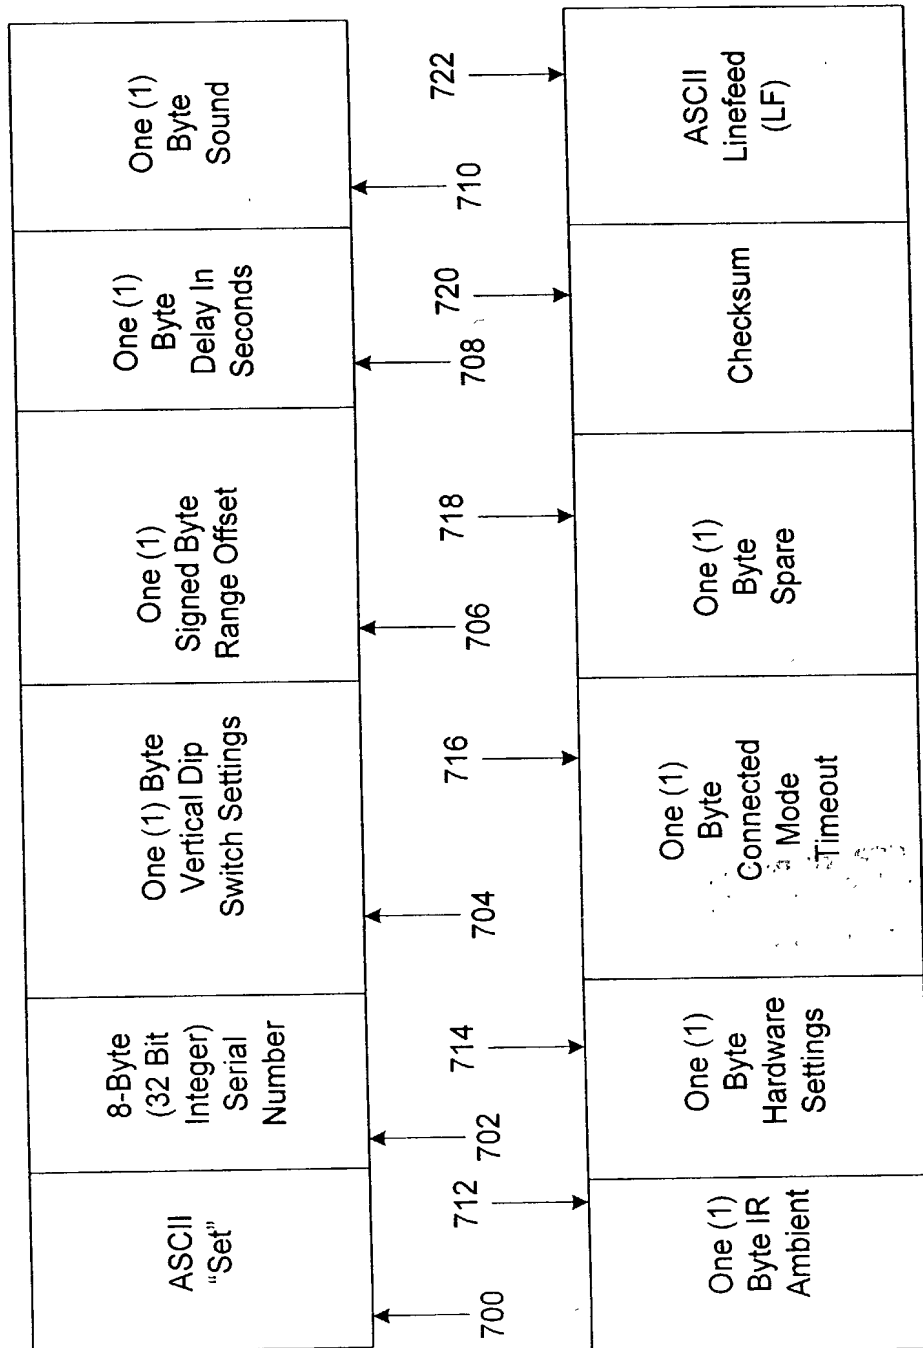 ASCII
“Set”
8-Byte
(32 Bit
Integer)
Serial
Number
One (1) Byte
Vertical Dip
Switch Settings
One (1)
Signed Byte
Range Offset
One (1)
Byte
Delay In
Seconds
One (1)
Byte
Sound
700
702
704
706
708
710
712
714
716
718
720
722
One (1)
Byte IR
Ambient
One (1)
Byte
Hardware
Settings
One (1)
Byte
Connected
Mode
Timeout
One (1)
Byte
Spare
Checksum
ASCII
Linefeed
(LF)